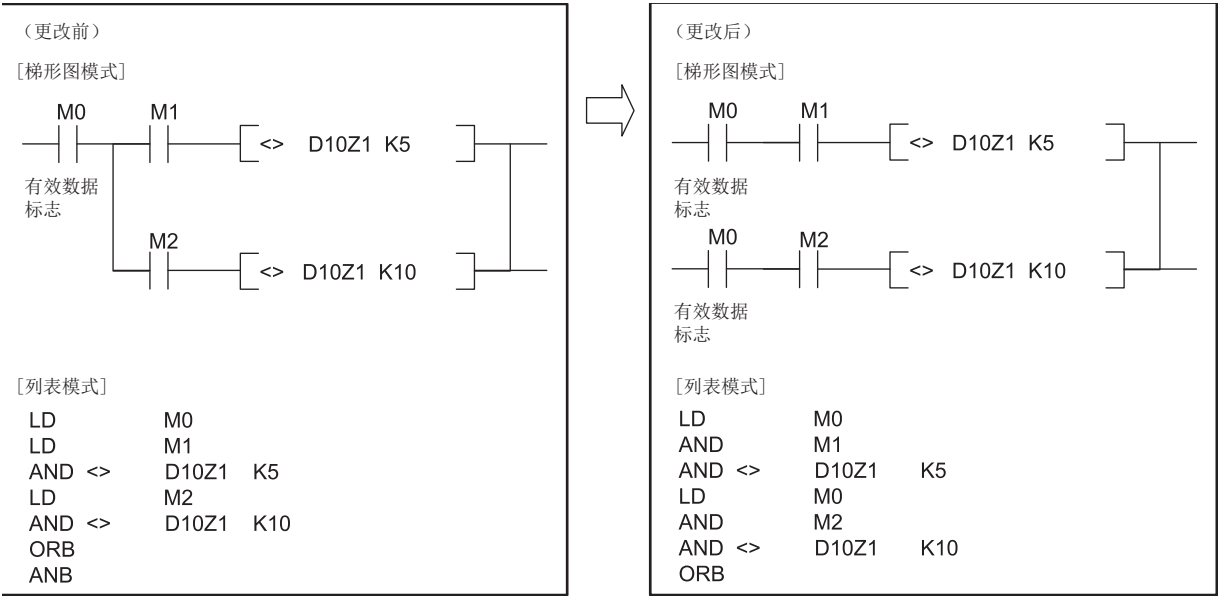 （更改前）
[梯形图模式]
M0 M1
<> D10Z1 K5
有效数据
标志
M2
<> D10Z1 K10
[列表模式]
LD M0
LD M1
AND <> D10Z1 K5
LD M2
AND <> D10Z1 K10
ORB
ANB
（更改后）
[梯形图模式]
M0 M1
<> D10Z1 K5
有效数据
标志
M0 M2
<> D10Z1 K10
有效数据
标志
[列表模式]
LD M0
AND M1
AND <> D10Z1 K5
LD M0
AND M2
AND <> D10Z1 K10
ORB